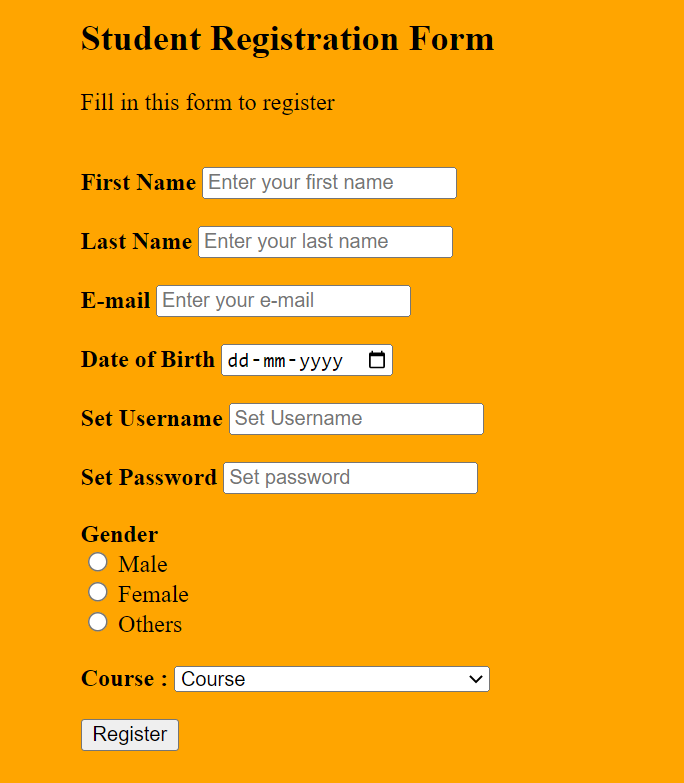 Student Registration Form
Fill in this form to register
First Name Enter your first name
Last Name Enter your last name
E-mail Enter your e-mail
Date of Birth dd-mm-yyyy
Set Username Set Username
Set Password Set password
Gender
Male
Female
Others
Course : Course
Register